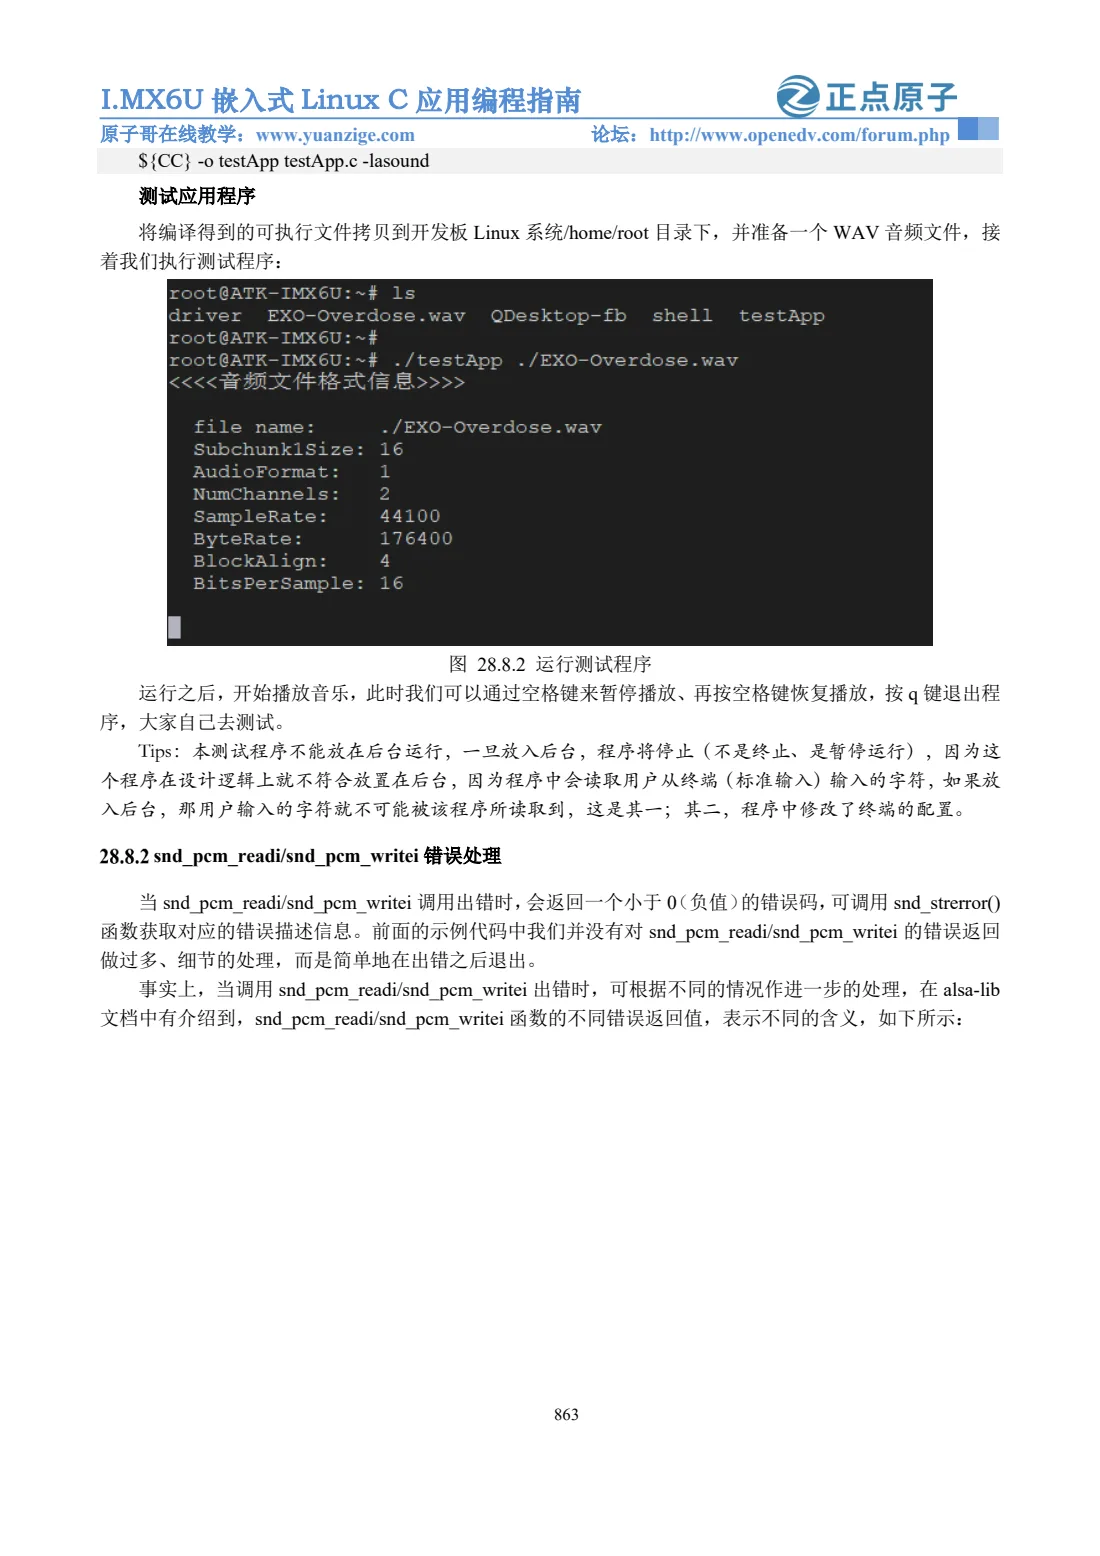 I.MX6U 嵌入式 Linux C 应用编程指南
正点原子
原子哥在线教学：www.yuanzige.com
论坛：http://www.openedv.com/forum.php
${CC} -o testApp testApp.c -lasound
测试应用程序
将编译得到的可执行文件拷贝到开发板 Linux 系统/home/root 目录下，并准备一个 WAV 音频文件，接
着我们执行测试程序：
root@ATK-IMX6U:~# ls
driver EXO-Overdose.wav QDesktop-fb shell testApp
root@ATK-IMX6U:~#
root@ATK-IMX6U:~# ./testApp ./EXO-Overdose.wav
<<<<音频文件格式信息>>>>
file name: ./EXO-Overdose.wav
Subchunk1Size: 16
AudioFormat: 1
NumChannels: 2
SampleRate: 44100
ByteRate: 176400
BlockAlign: 4
BitsPerSample: 16
图 28.8.2 运行测试程序
运行之后，开始播放音乐，此时我们可以通过空格键来暂停播放、再按空格键恢复播放，按 q 键退出程
序，大家自己去测试。
Tips：本测试程序不能放在后台运行，一旦放入后台，程序将停止（不是终止、是暂停运行），因为这
个程序在设计逻辑上就不符合放置在后台，因为程序中会读取用户从终端（标准输入）输入的字符，如果放
入后台，那用户输入的字符就不可能被该程序所读取到，这是其一；其二，程序中修改了终端的配置。
28.8.2 snd_pcm_readi/snd_pcm_writei 错误处理
当 snd_pcm_readi/snd_pcm_writei 调用出错时，会返回一个小于 0（负值）的错误码，可调用 snd_strerror()
函数获取对应的错误描述信息。前面的示例代码中我们并没有对 snd_pcm_readi/snd_pcm_writei 的错误返回
做过多、细节的处理，而是简单地在出错之后退出。
事实上，当调用 snd_pcm_readi/snd_pcm_writei 出错时，可根据不同的情况作进一步的处理，在 alsa-lib
文档中有介绍到，snd_pcm_readi/snd_pcm_writei 函数的不同错误返回值，表示不同的含义，如下所示：
863